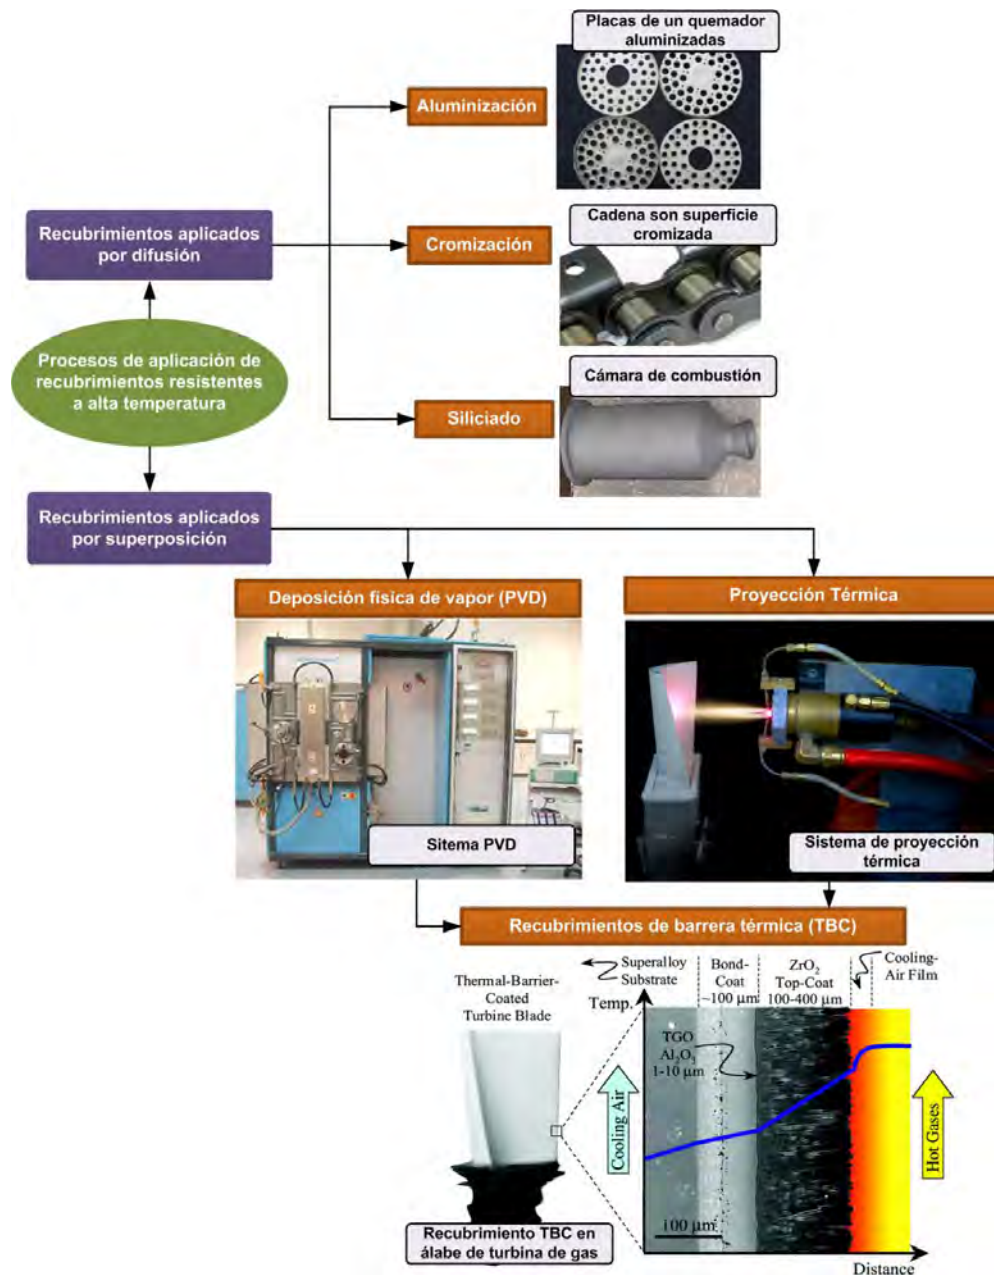 Placas de un quemador
aluminizadas
Aluminización
Recubrimientos aplicados
por difusión
Cromización
Cadena son superficie
cromizada
Procesos de aplicación de
recubrimientos resistentes
a alta temperatura
Siliciado
Cámara de combustión
Recubrimientos aplicados
por superposición
Deposición física de vapor (PVD)
Proyección Térmica
Sitema PVD
Sistema de proyección
térmica
Recubrimientos de barrera térmica (TBC)
Thermal-Barrier-
Coated
Turbine Blade
Superalloy
Substrate
Bond-
Coat
~100 µm
ZrO2
Top-Coat
100-400 µm
Cooling-
Air Film
Temp.
TGO
Al2O3
1-10 µm
Cooling Air
Hot Gases
100 µm
Distance
Recubrimiento TBC en
álabe de turbina de gas